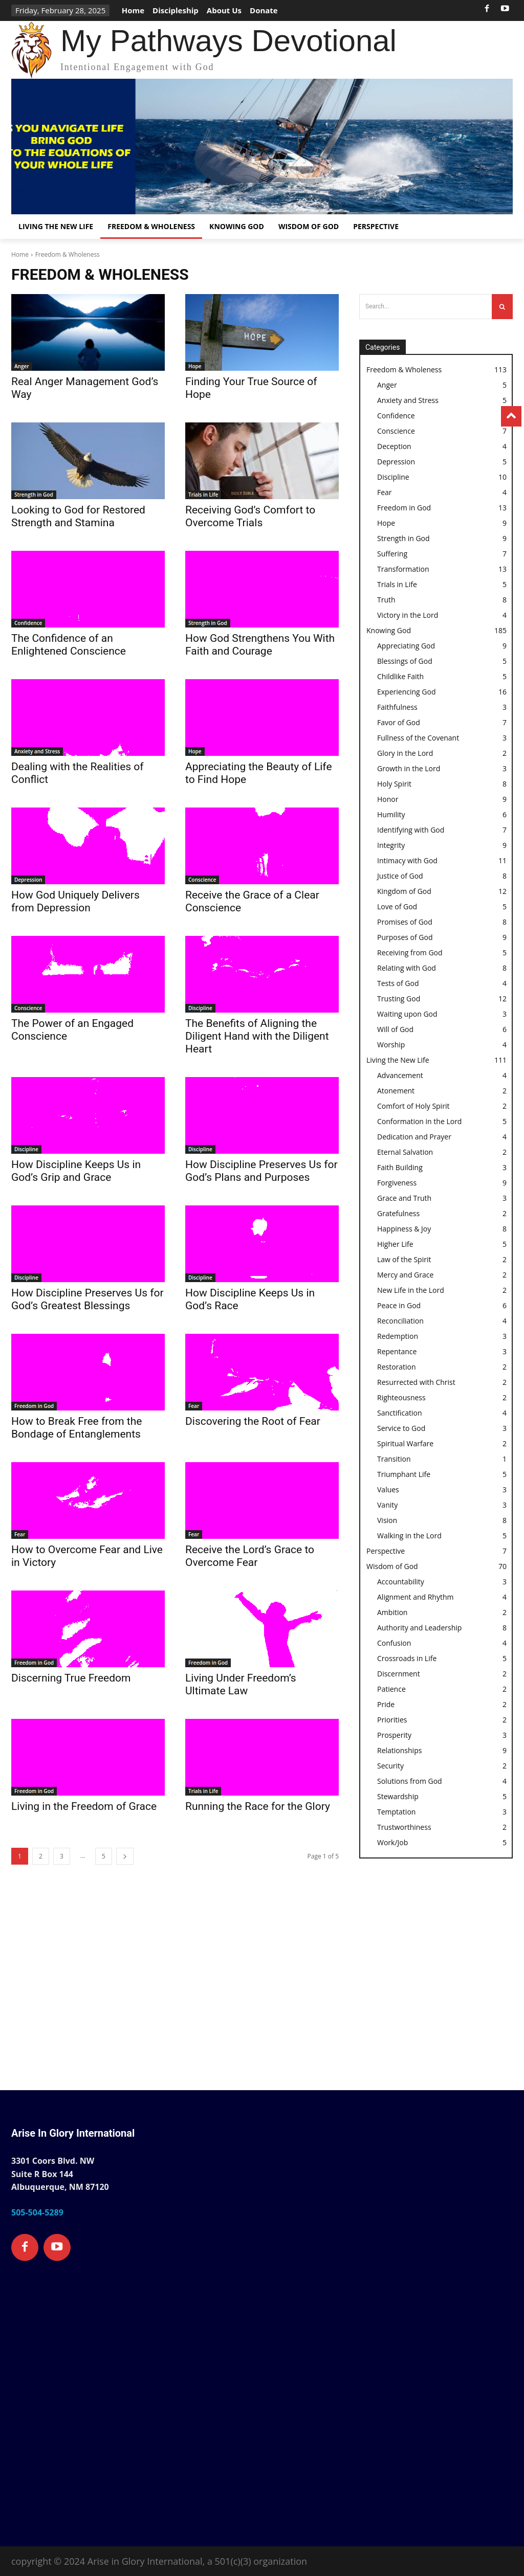 Friday, February 28, 2025
Home
Discipleship
About Us
Donate
My Pathways Devotional
Intentional Engagement with God
S YOU NAVIGATE LIFE
BRING GOD
TO THE EQUATIONS OF
YOUR WHOLE LIFE
LIVING THE NEW LIFE
FREEDOM & WHOLENESS
KNOWING GOD
WISDOM OF GOD
PERSPECTIVE
Home › Freedom & Wholeness
FREEDOM & WHOLENESS
Anger
Real Anger Management God's
Way
HOPE
Hope
Finding Your True Source of
Hope
Strength in God
Looking to God for Restored
Strength and Stamina
HOLY BIBLE
Trials in Life
Receiving God's Comfort to
Overcome Trials
Confidence
The Confidence of an
Enlightened Conscience
Strength in God
How God Strengthens You With
Faith and Courage
Anxiety and Stress
Dealing with the Realities of
Conflict
Hope
Appreciating the Beauty of Life
to Find Hope
Depression
How God Uniquely Delivers
from Depression
Conscience
Receive the Grace of a Clear
Conscience
Conscience
The Power of an Engaged
Conscience
Discipline
The Benefits of Aligning the
Diligent Hand with the Diligent
Heart
Discipline
How Discipline Keeps Us in
God's Grip and Grace
Discipline
How Discipline Preserves Us for
God's Plans and Purposes
Discipline
How Discipline Preserves Us for
God's Greatest Blessings
Discipline
How Discipline Keeps Us in
God's Race
Freedom in God
How to Break Free from the
Bondage of Entanglements
Fear
Discovering the Root of Fear
Fear
How to Overcome Fear and Live
in Victory
Fear
Receive the Lord's Grace to
Overcome Fear
Freedom in God
Discerning True Freedom
Freedom in God
Living Under Freedom's
Ultimate Law
Freedom in God
Living in the Freedom of Grace
Trials in Life
Running the Race for the Glory
1
2
3
...
5
Page 1 of 5
Search...
Categories
Freedom & Wholeness 113
Anger 5
Anxiety and Stress 5
Confidence
Conscience 7
Deception 4
Depression 5
Discipline 10
Fear 4
Freedom in God 13
Hope 9
Strength in God 9
Suffering 7
Transformation 13
Trials in Life 5
Truth 8
Victory in the Lord 4
Knowing God 185
Appreciating God 9
Blessings of God 5
Childlike Faith 5
Experiencing God 16
Faithfulness 3
Favor of God 7
Fullness of the Covenant 3
Glory in the Lord 2
Growth in the Lord 3
Holy Spirit 8
Honor 9
Humility 6
Identifying with God 7
Integrity 9
Intimacy with God 11
Justice of God 8
Kingdom of God 12
Love of God 5
Promises of God 8
Purposes of God 9
Receiving from God 5
Relating with God 8
Tests of God 4
Trusting God 12
Waiting upon God 3
Will of God 6
Worship 4
Living the New Life 111
Advancement 4
Atonement 2
Comfort of Holy Spirit 2
Conformation in the Lord 5
Dedication and Prayer 4
Eternal Salvation 2
Faith Building 3
Forgiveness 9
Grace and Truth 3
Gratefulness 2
Happiness & Joy 8
Higher Life 5
Law of the Spirit 2
Mercy and Grace 2
New Life in the Lord 2
Peace in God 6
Reconciliation 4
Redemption 3
Repentance 3
Restoration 2
Resurrected with Christ 2
Righteousness 2
Sanctification 4
Service to God 3
Spiritual Warfare 2
Transition 1
Triumphant Life 5
Values 3
Vanity 3
Vision 8
Walking in the Lord 5
Perspective 7
Wisdom of God 70
Accountability 3
Alignment and Rhythm 4
Ambition 2
Authority and Leadership 2
Confusion 4
Crossroads in Life 2
Discernment 2
Patience 2
Pride 2
Priorities 2
Prosperity 3
Relationships 9
Security 2
Solutions from God 4
Stewardship 5
Temptation 3
Trustworthiness 2
Work/Job 5
Arise In Glory International
3301 Coors Blvd. NW
Suite R Box 144
Albuquerque, NM 87120
505-504-5289
copyright © 2024 Arise in Glory International, a 501(c)(3) organization